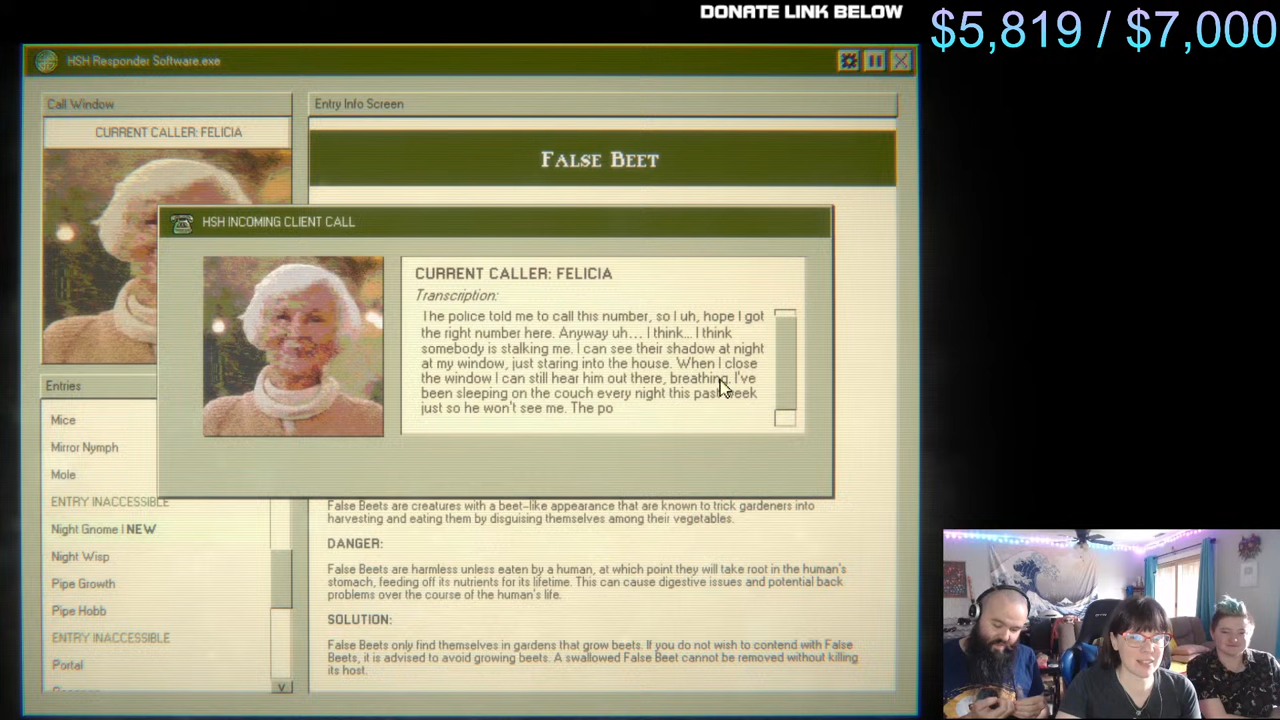 DONATE LINK BELOW
$5,819 / $7,000
HSH Responder Software.exe
Call Window
CURRENT CALLER: FELICIA
Entry Info Screen
FALSE BEET
HSH INCOMING CLIENT CALL
CURRENT CALLER: FELICIA
Transcription:
The police told me to call this number, so I uh, hope I got
the right number here. Anyway uh... I think... I think
somebody is stalking me. I can see their shadow at night
at my window, just staring into the house. When I close
the window I can still hear him out there, breathing. I've
been sleeping on the couch every night this past week
just so he won't see me. The po
Entries
Mice
Mirror Nymph
Mole
ENTRY INACCESSIBLE
Night Gnome | NEW
Night Wisp
Pipe Growth
Pipe Hobb
ENTRY INACCESSIBLE
Portal
False Beets are creatures with a beet-like appearance that are known to trick gardeners into
harvesting and eating them by disguising themselves among their vegetables.
DANGER:
False Beets are harmless unless eaten by a human, at which point they will take root in the human's
stomach, feeding off its nutrients for its lifetime. This can cause digestive issues and potential back
problems over the course of the human's life.
SOLUTION:
False Beets only find themselves in gardens that grow beets. If you do not wish to contend with False
Beets, it is advised to avoid growing beets. A swallowed False Beet cannot be removed without killing
its host.